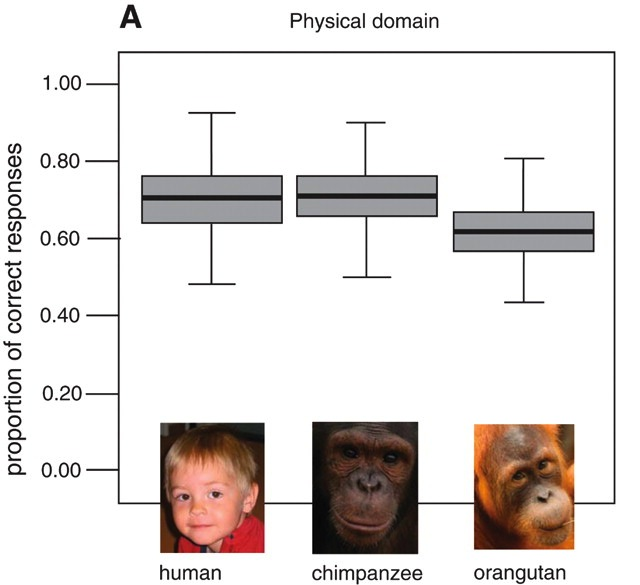 A
Physical domain
proportion of correct responses
1.00
0.80
0.60
0.40
0.20
0.00
human
chimpanzee
orangutan